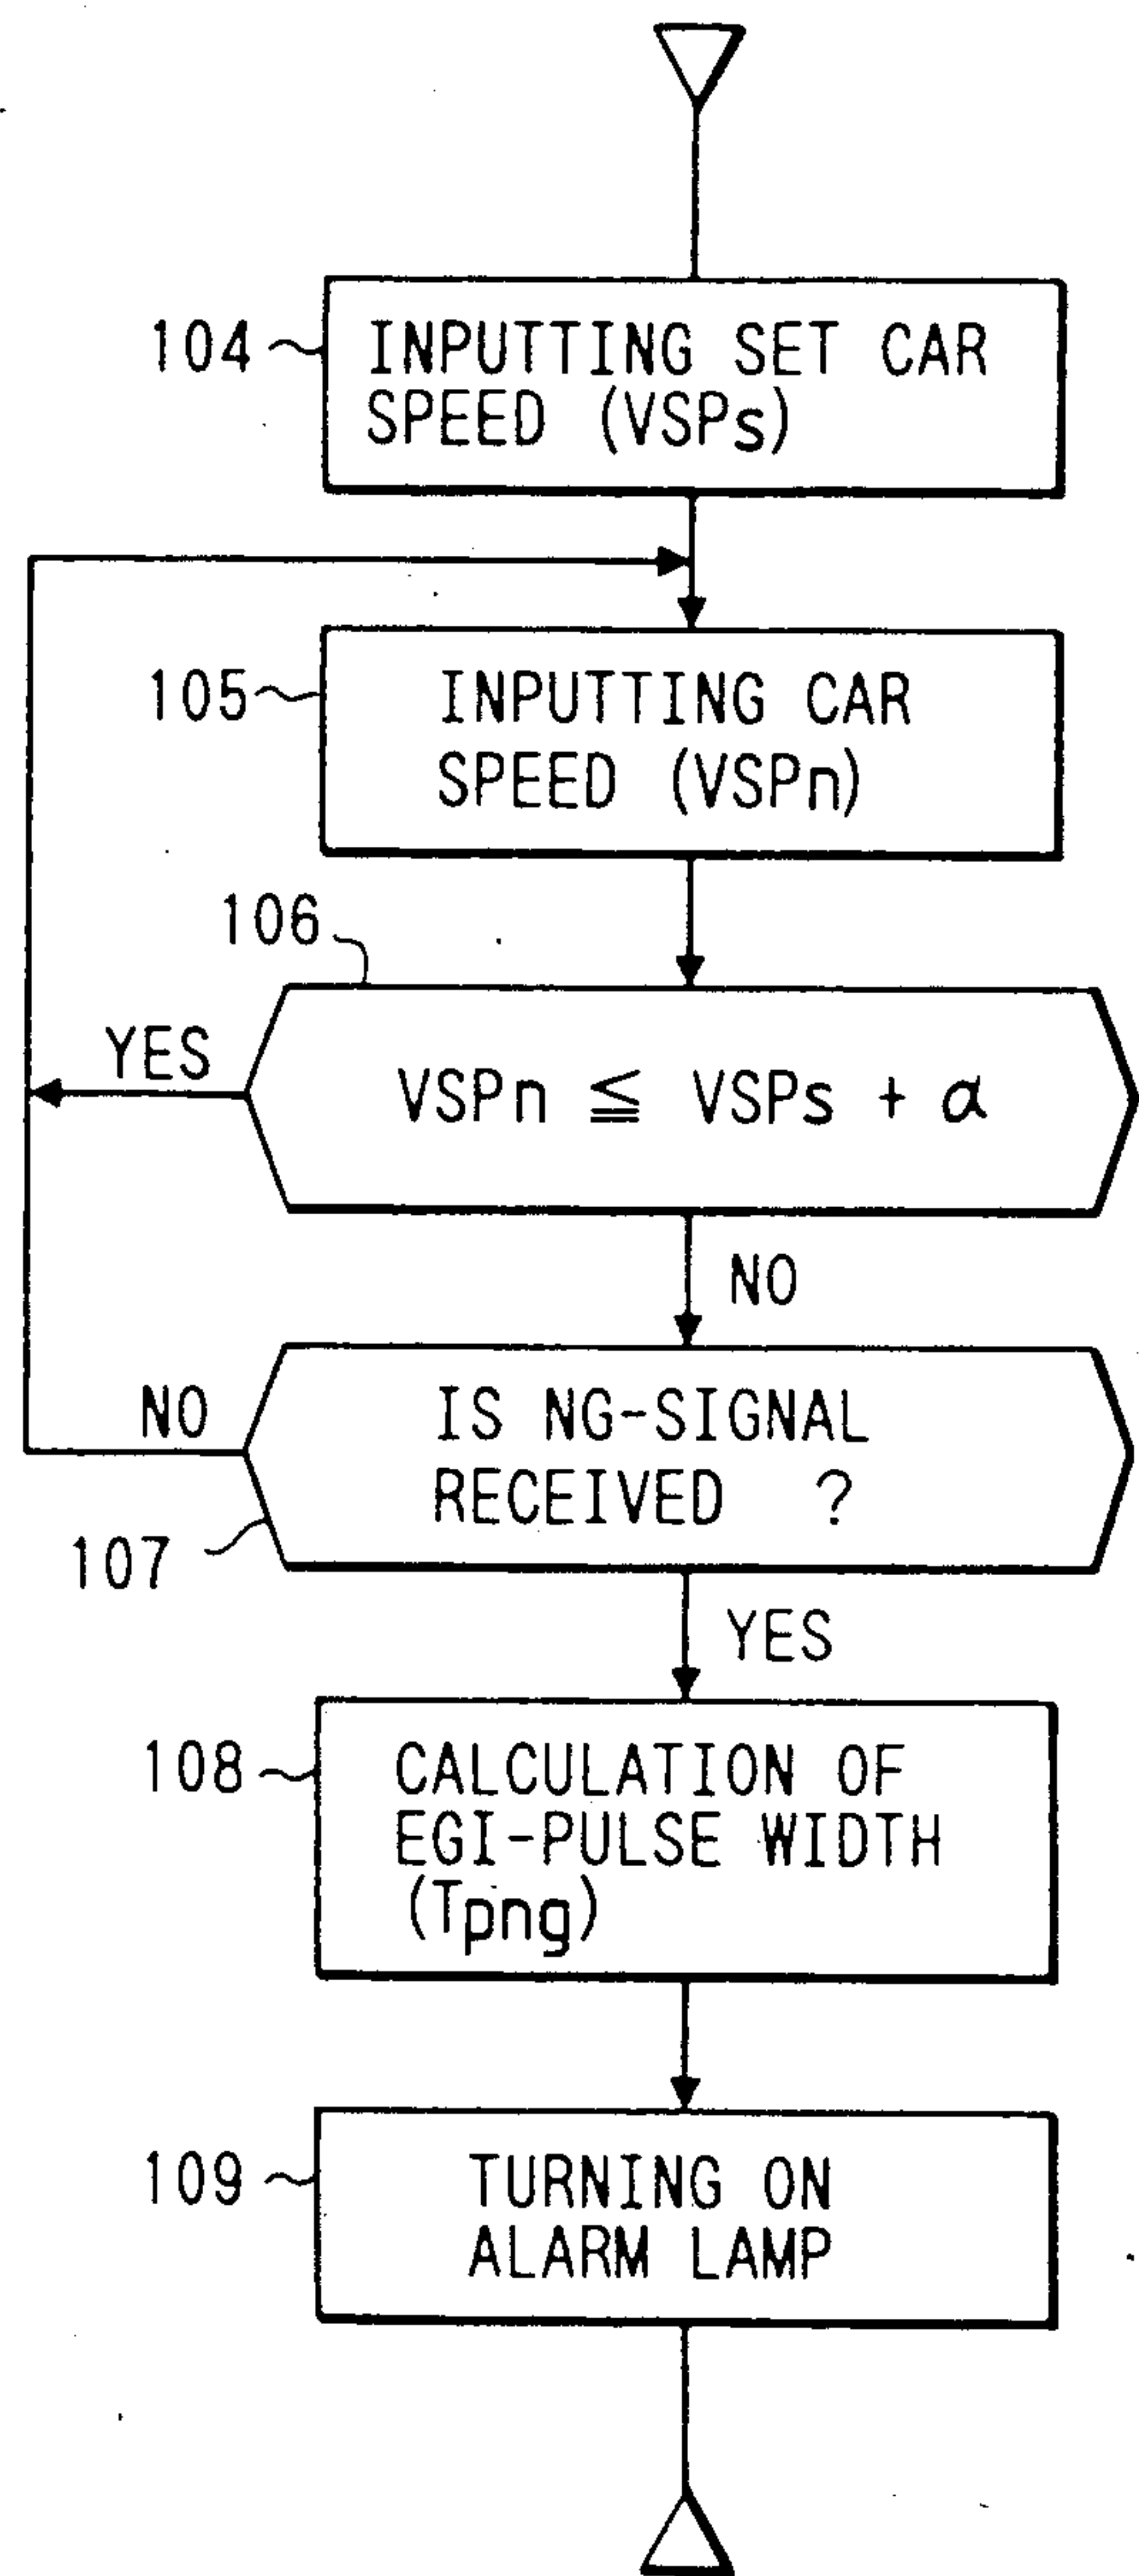 104
INPUTTING SET CAR
SPEED (VSPs)
105
INPUTTING CAR
SPEED (VSPn)
106
YES
VSPn ≦ VSPs + α
NO
NO
IS NG-SIGNAL
RECEIVED ?
107
YES
108
CALCULATION OF
EGI-PULSE WIDTH
(Tpng)
109
TURNING ON
ALARM LAMP